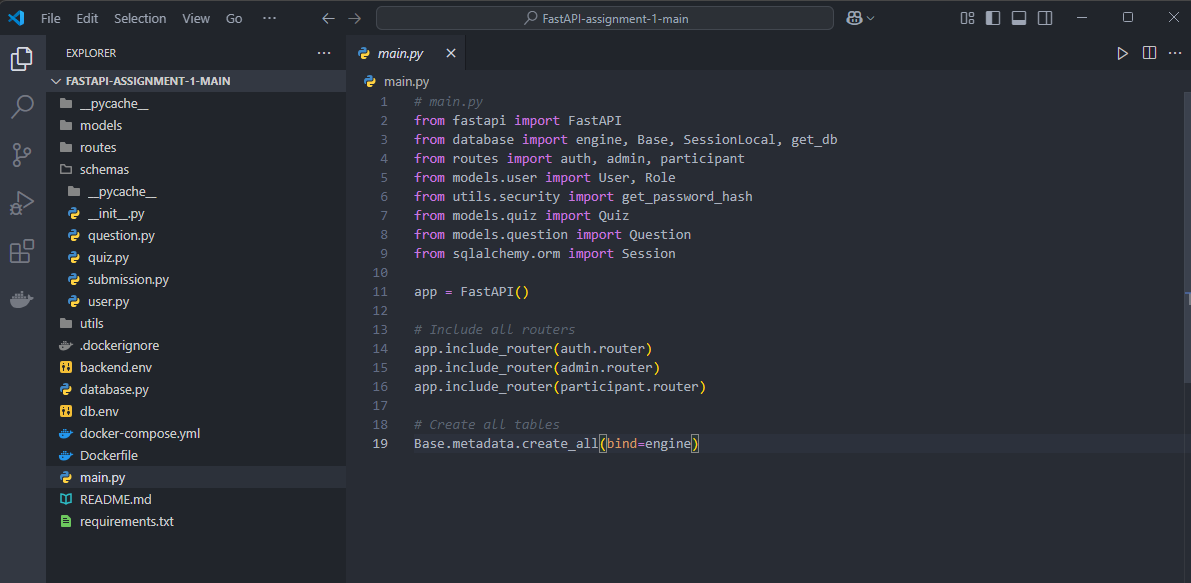 File Edit Selection View Go ···
FastAPI-assignment-1-main
EXPLORER
FASTAPI-ASSIGNMENT-1-MAIN
__pycache__
models
routes
schemas
__pycache__
__init__.py
question.py
quiz.py
submission.py
user.py
utils
.dockerignore
backend.env
database.py
db.env
docker-compose.yml
Dockerfile
main.py
README.md
requirements.txt
main.py
main.py
1 # main.py
2 from fastapi import FastAPI
3 from database import engine, Base, SessionLocal, get_db
4 from routes import auth, admin, participant
5 from models.user import User, Role
6 from utils.security import get_password_hash
7 from models.quiz import Quiz
8 from models.question import Question
9 from sqlalchemy.orm import Session
10
11 app = FastAPI()
12
13 # Include all routers
14 app.include_router(auth.router)
15 app.include_router(admin.router)
16 app.include_router(participant.router)
17
18 # Create all tables
19 Base.metadata.create_all(bind=engine)